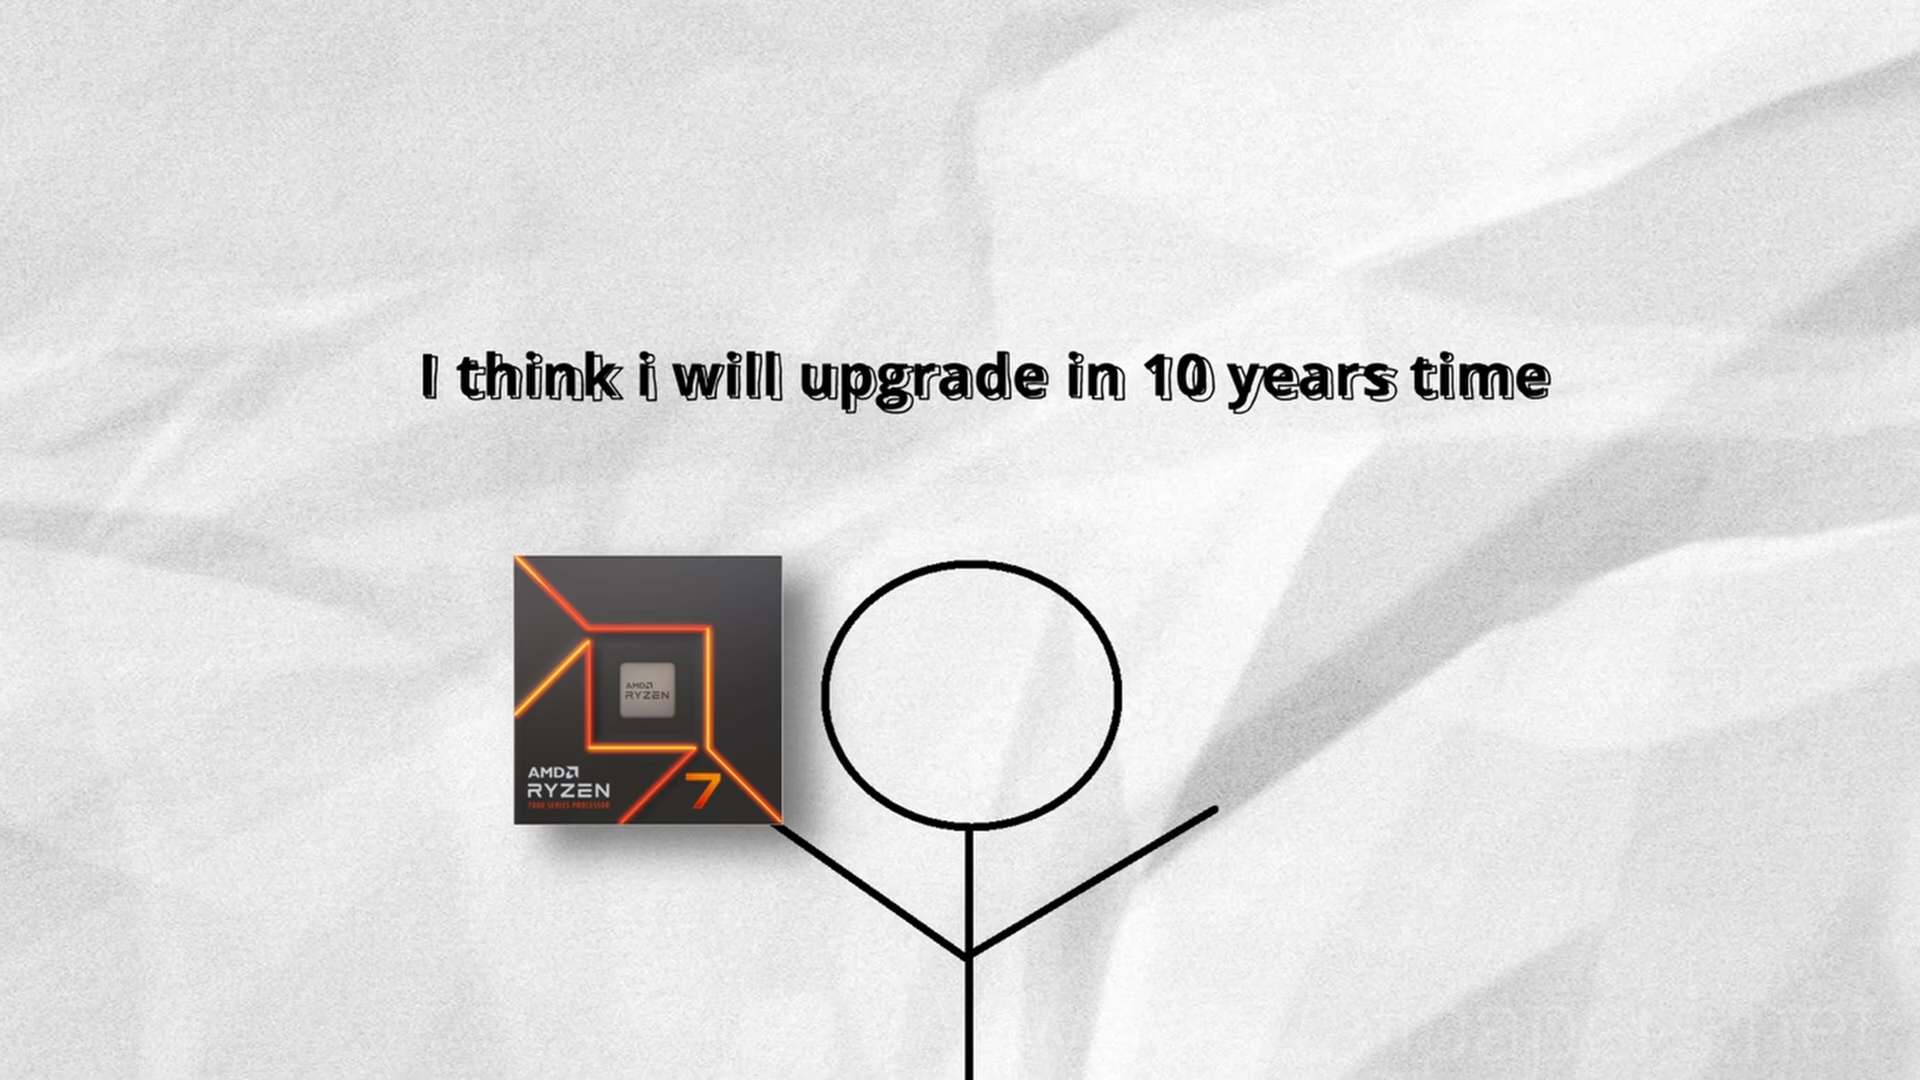 I think i will upgrade in 10 years time
AMD
RYZEN
AMD
RYZEN
7000 SERIES PROCESSOR
7